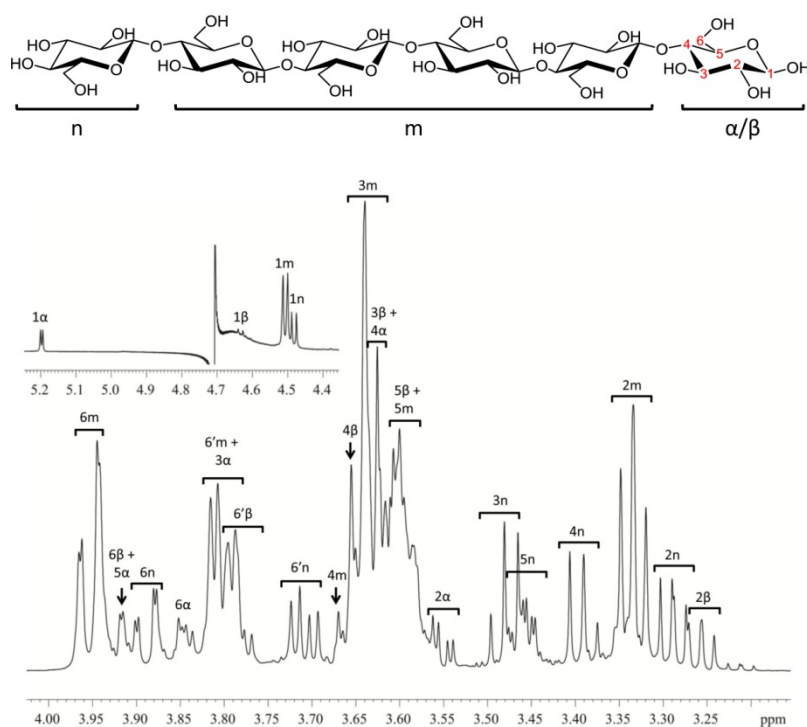 OH OH OH
HO OH HO OH HO OH
HO O O O O O O O O 4 6 5 O
O HO O O HO O O HO 3 2 1 OH
OH OH OH OH OH OH
n m α/β
3m
1m
1n
1α 1β
3β +
4α
5.2 5.1 5.0 4.9 4.8 4.7 4.6 4.5 4.4
5β +
5m
2m
6m
6'm +
3α
4β
6'β
3n
6β +
5α
6n
5n
4n
6'n
4m
2n
6α
2α
2β
4.00 3.95 3.90 3.85 3.80 3.75 3.70 3.65 3.60 3.55 3.50 3.45 3.40 3.35 3.30 3.25 ppm